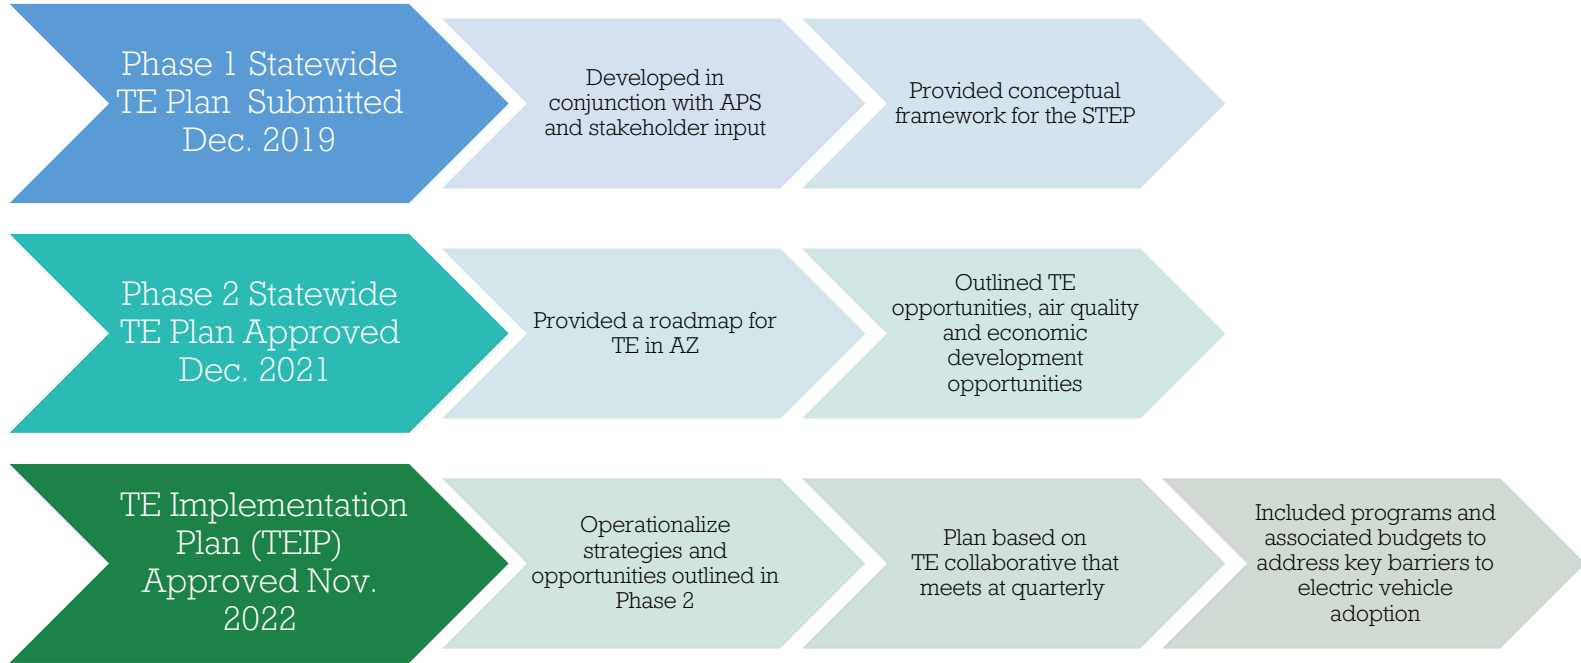 Phase 1 Statewide
TE Plan  Submitted
Dec. 2019
Developed in
conjunction with APS
and stakeholder input
Provided conceptual
framework for the STEP
Phase 2 Statewide
TE Plan Approved
Dec. 2021
Provided a roadmap for
TE in AZ
Outlined TE
opportunities, air quality
and economic
development
opportunities
TE Implementation
Plan (TEIP)
Approved Nov.
2022
Operationalize
strategies and
opportunities outlined in
Phase 2
Plan based on
TE collaborative that
meets at quarterly
Included programs and
associated budgets to
address key barriers to
electric vehicle
adoption